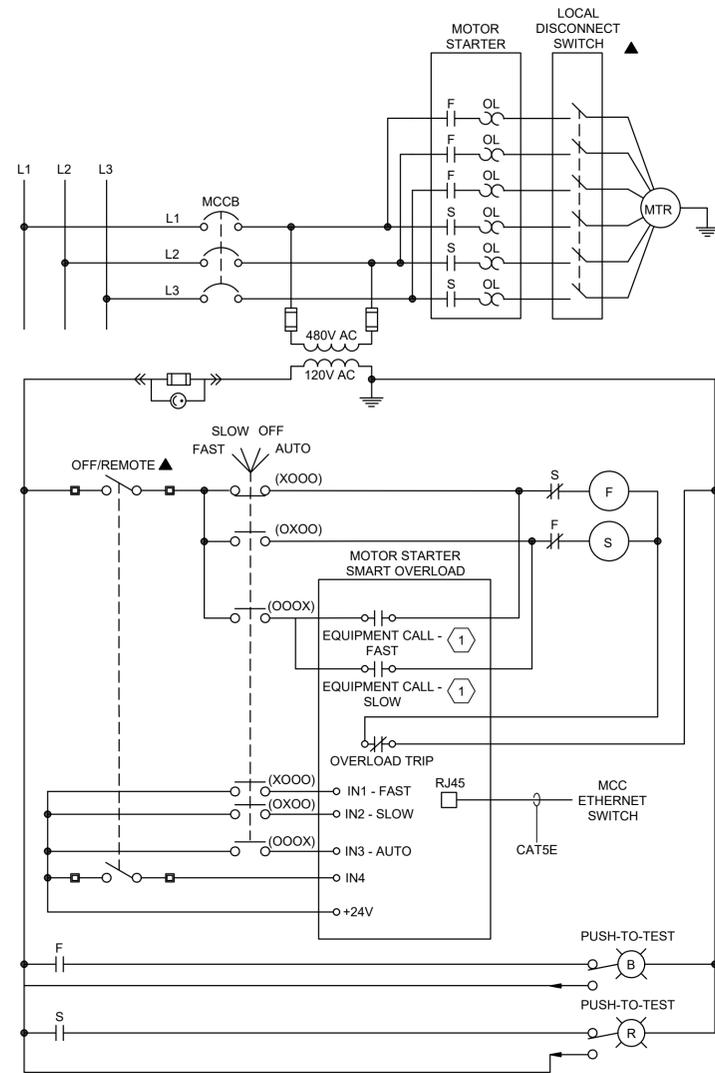 LOCAL
DISCONNECT
SWITCH
MOTOR
STARTER
F OL
F OL
F OL
S OL
S OL
S OL
MTR
L1 L2 L3
MCCB
L1
L2
L3
480V AC
120V AC
SLOW OFF
FAST AUTO
OFF/REMOTE
(XOOO)
S
F
(OXOO)
F
S
MOTOR STARTER
SMART OVERLOAD
(OOOX)
EQUIPMENT CALL -
FAST
1
EQUIPMENT CALL -
SLOW
1
OVERLOAD TRIP
(XOOO)
IN1 - FAST
(OXOO)
IN2 - SLOW
(OOOX)
IN3 - AUTO
IN4
+24V
RJ45
MCC
ETHERNET
SWITCH
CAT5E
F
PUSH-TO-TEST
B
S
PUSH-TO-TEST
R